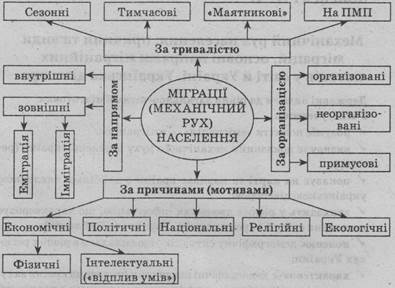 Сезонні
Тимчасові
«Маятникові»
На ПМП
За тривалістю
внутрішні
зовнішні
Еміграція
Імміграція
За напрямом
МІГРАЦІЇ
(МЕХАНІЧНИЙ
РУХ)
НАСЕЛЕННЯ
За організацією
організовані
неорганізо-
вані
примусові
За причинами (мотивами)
Економічні
Політичні
Національні
Релігійні
Екологічні
Фізичні
Інтелектуальні
(«відплив умів»)